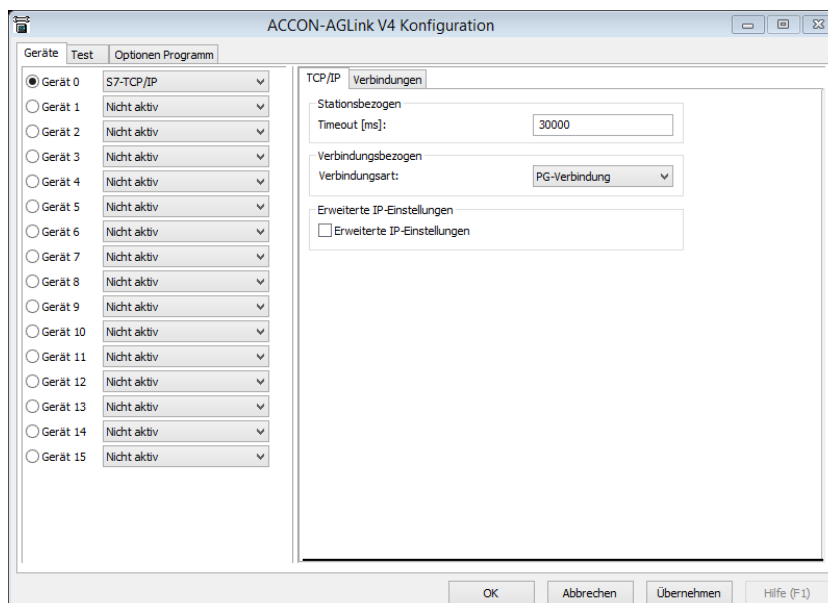 ACCON-AGLink V4 Konfiguration
Geräte Test Optionen Programm
Gerät 0 S7-TCP/IP
Gerät 1 Nicht aktiv
Gerät 2 Nicht aktiv
Gerät 3 Nicht aktiv
Gerät 4 Nicht aktiv
Gerät 5 Nicht aktiv
Gerät 6 Nicht aktiv
Gerät 7 Nicht aktiv
Gerät 8 Nicht aktiv
Gerät 9 Nicht aktiv
Gerät 10 Nicht aktiv
Gerät 11 Nicht aktiv
Gerät 12 Nicht aktiv
Gerät 13 Nicht aktiv
Gerät 14 Nicht aktiv
Gerät 15 Nicht aktiv
TCP/IP Verbindungen
Stationsbezogen
Timeout [ms]: 30000
Verbindungsbezogen
Verbindungsart: PG-Verbindung
Erweiterte IP-Einstellungen
Erweiterte IP-Einstellungen
OK Abbrechen Übernehmen Hilfe (F1)